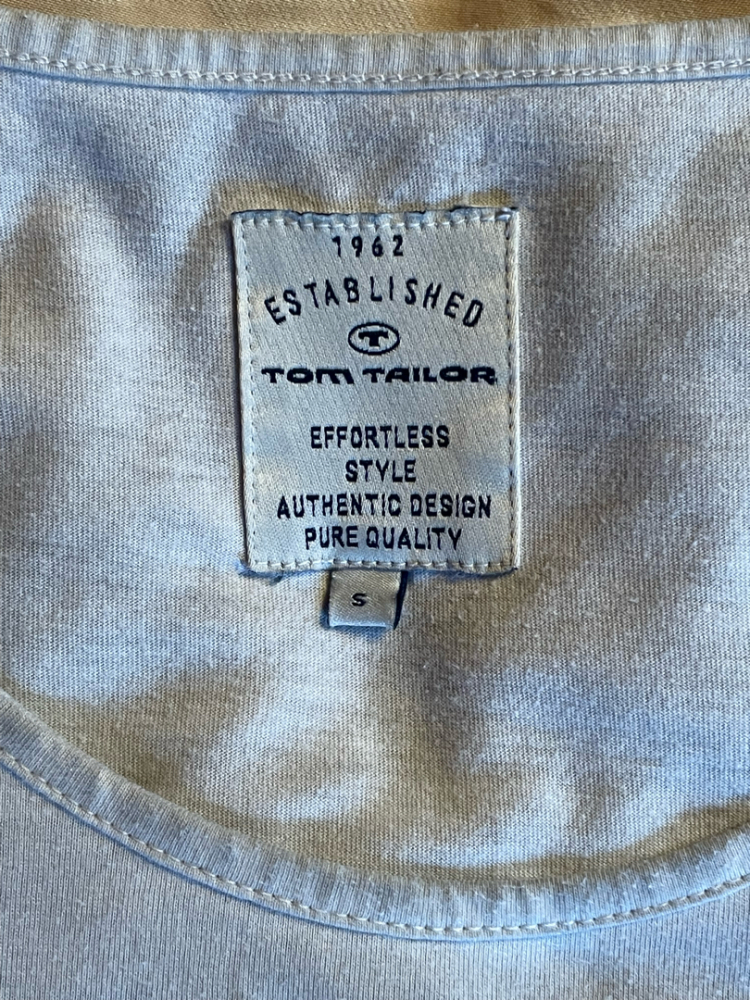 1962
ESTABLISHED
T
TOM TAILOR
EFFORTLESS
STYLE
AUTHENTIC DESIGN
PURE QUALITY
S